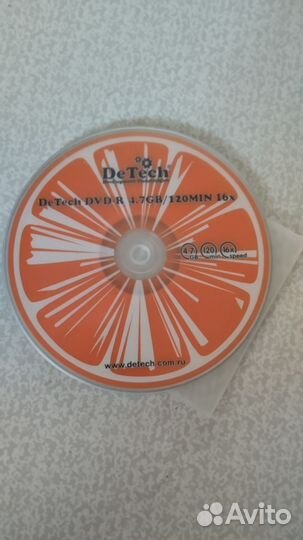 DeTech
DeTech DVD-R 4.7GB/120MIN 16x
4.7 120 16x
GB min speed
www.detech.com.ru
Avito